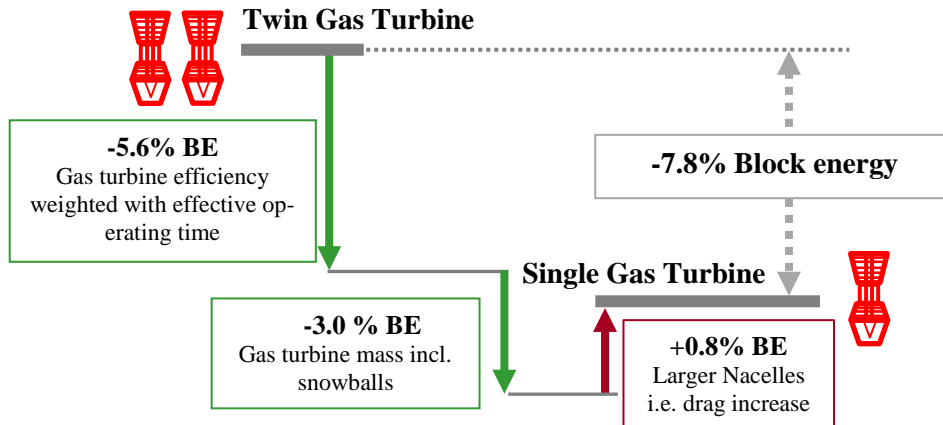 Twin Gas Turbine
-5.6% BE
Gas turbine efficiency
weighted with effective op-
erating time
-7.8% Block energy
Single Gas Turbine
-3.0 % BE
Gas turbine mass incl.
snowballs
+0.8% BE
Larger Nacelles
i.e. drag increase